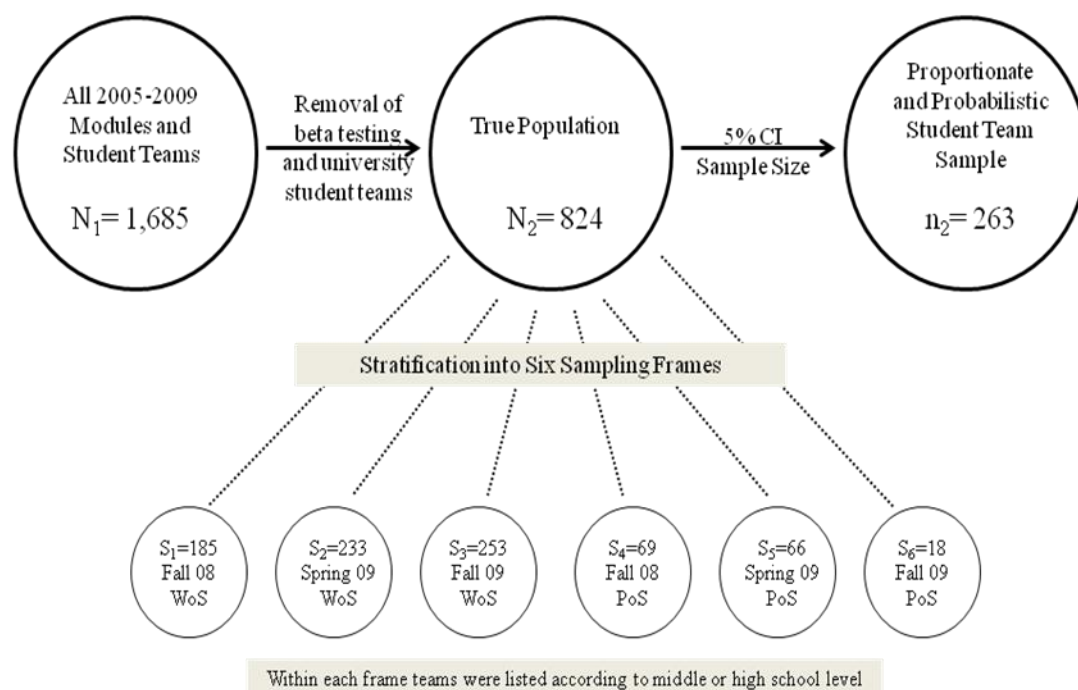 All 2005-2009
Modules and
Student Teams
N₁= 1,685
Removal of
beta testing
and university
student teams
True Population
N₂= 824
5% CI
Sample Size
Proportionate
and Probabilistic
Student Team
Sample
n₂= 263
Stratification into Six Sampling Frames
S₁=185
Fall 08
WoS
S₂=233
Spring 09
WoS
S₃=253
Fall 09
WoS
S₄=69
Fall 08
PoS
S₅=66
Spring 09
PoS
S₆=18
Fall 09
PoS
Within each frame teams were listed according to middle or high school level